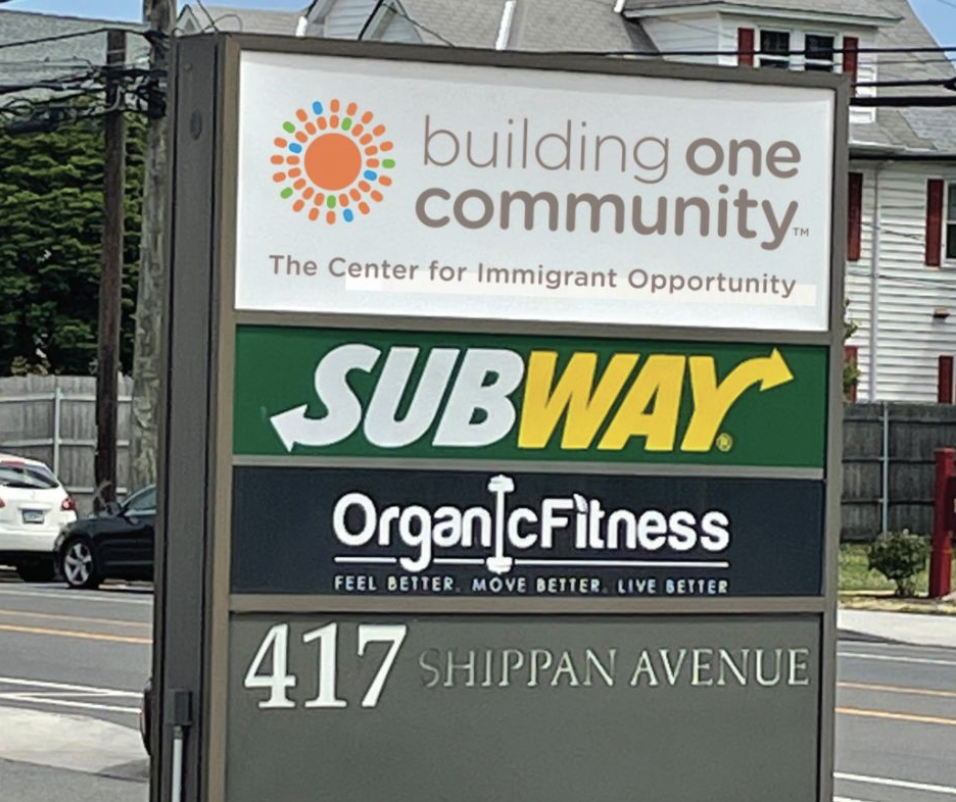 building one
community™
The Center for Immigrant Opportunity
SUBWAY®
OrganicFitness
FEEL BETTER. MOVE BETTER. LIVE BETTER
417 SHIPPAN AVENUE